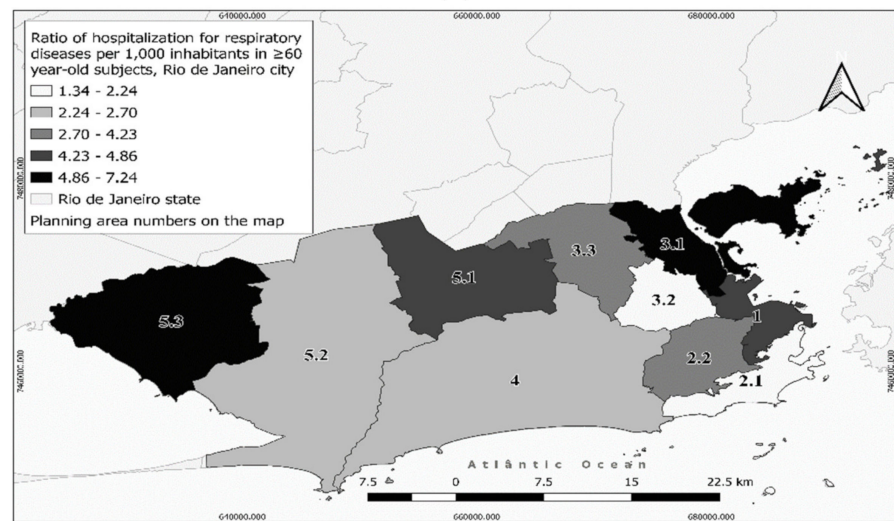 640000.000 660000.000 680000.000
Ratio of hospitalization for respiratory
diseases per 1,000 inhabitants in ≥60
year-old subjects, Rio de Janeiro city
1.34 - 2.24
2.24 - 2.70
2.70 - 4.23
4.23 - 4.86
4.86 - 7.24
Rio de Janeiro state
Planning area numbers on the map
N
7480000.000
7480000.000
3.1
3.3
5.1
3.2
1
5.3
5.2
2.2
4
2.1
7460000.000
7460000.000
Atlântic Ocean
7.5 0 7.5 15 22.5 km
640000.000 660000.000 680000.000